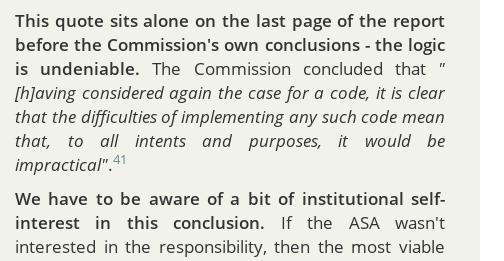 This quote sits alone on the last page of the report
before the Commission's own conclusions - the logic
is undeniable. The Commission concluded that "
[h]aving considered again the case for a code, it is clear
that the difficulties of implementing any such code mean
that, to all intents and purposes, it would be
impractical".41
We have to be aware of a bit of institutional self-
interest in this conclusion. If the ASA wasn't
interested in the responsibility, then the most viable